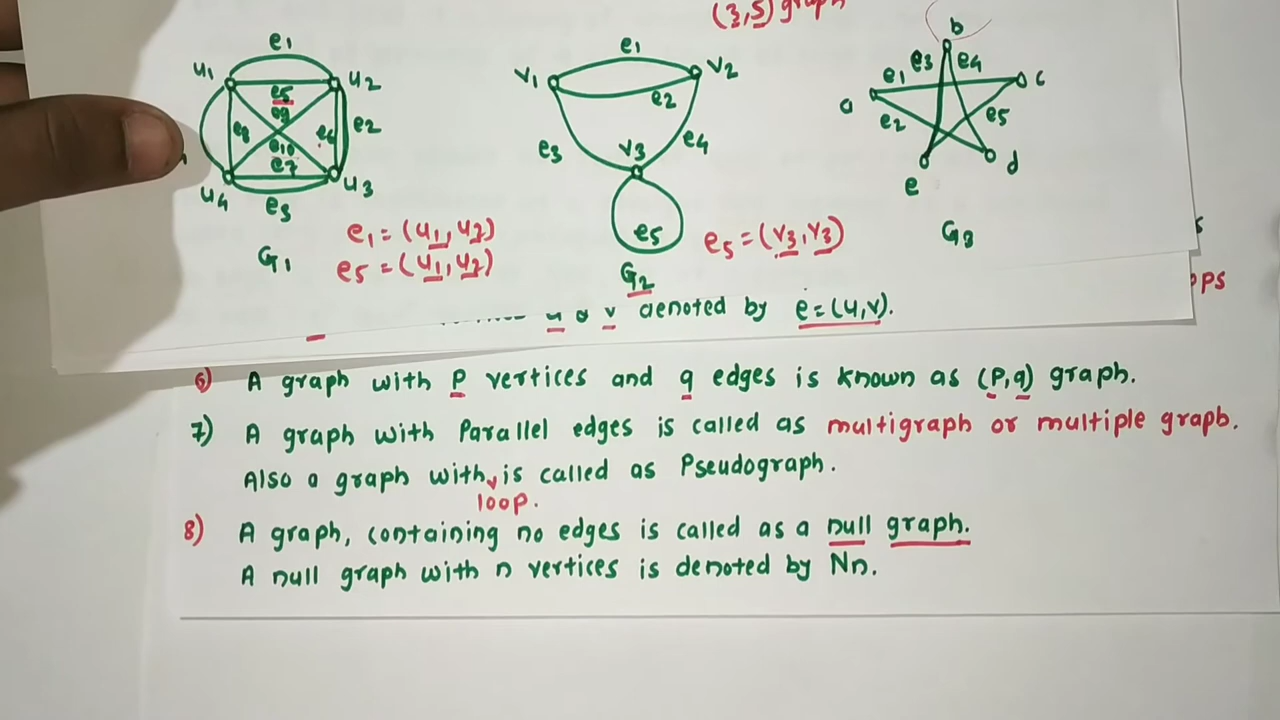 (3,5) graph
e1
u1
u2
e5
e9
e8
e6
e2
e10
e7
u4
u3
e3
G1
e1 = (u1, u2)
e5 = (u1, u2)
e1
v1
v2
e2
e3
e4
v3
e5
e5 = (v3, v3)
G2
b
e3 e4
e1
c
a
e2
e5
e
d
G3
u & v denoted by e = (u, v).
6) A graph with p vertices and q edges is known as (p, q) graph.
7) A graph with Parallel edges is called as multigraph or multiple graph.
Also a graph with loop is called as Pseudograph.
8) A graph, containing no edges is called as a null graph.
A null graph with n vertices is denoted by Nn.